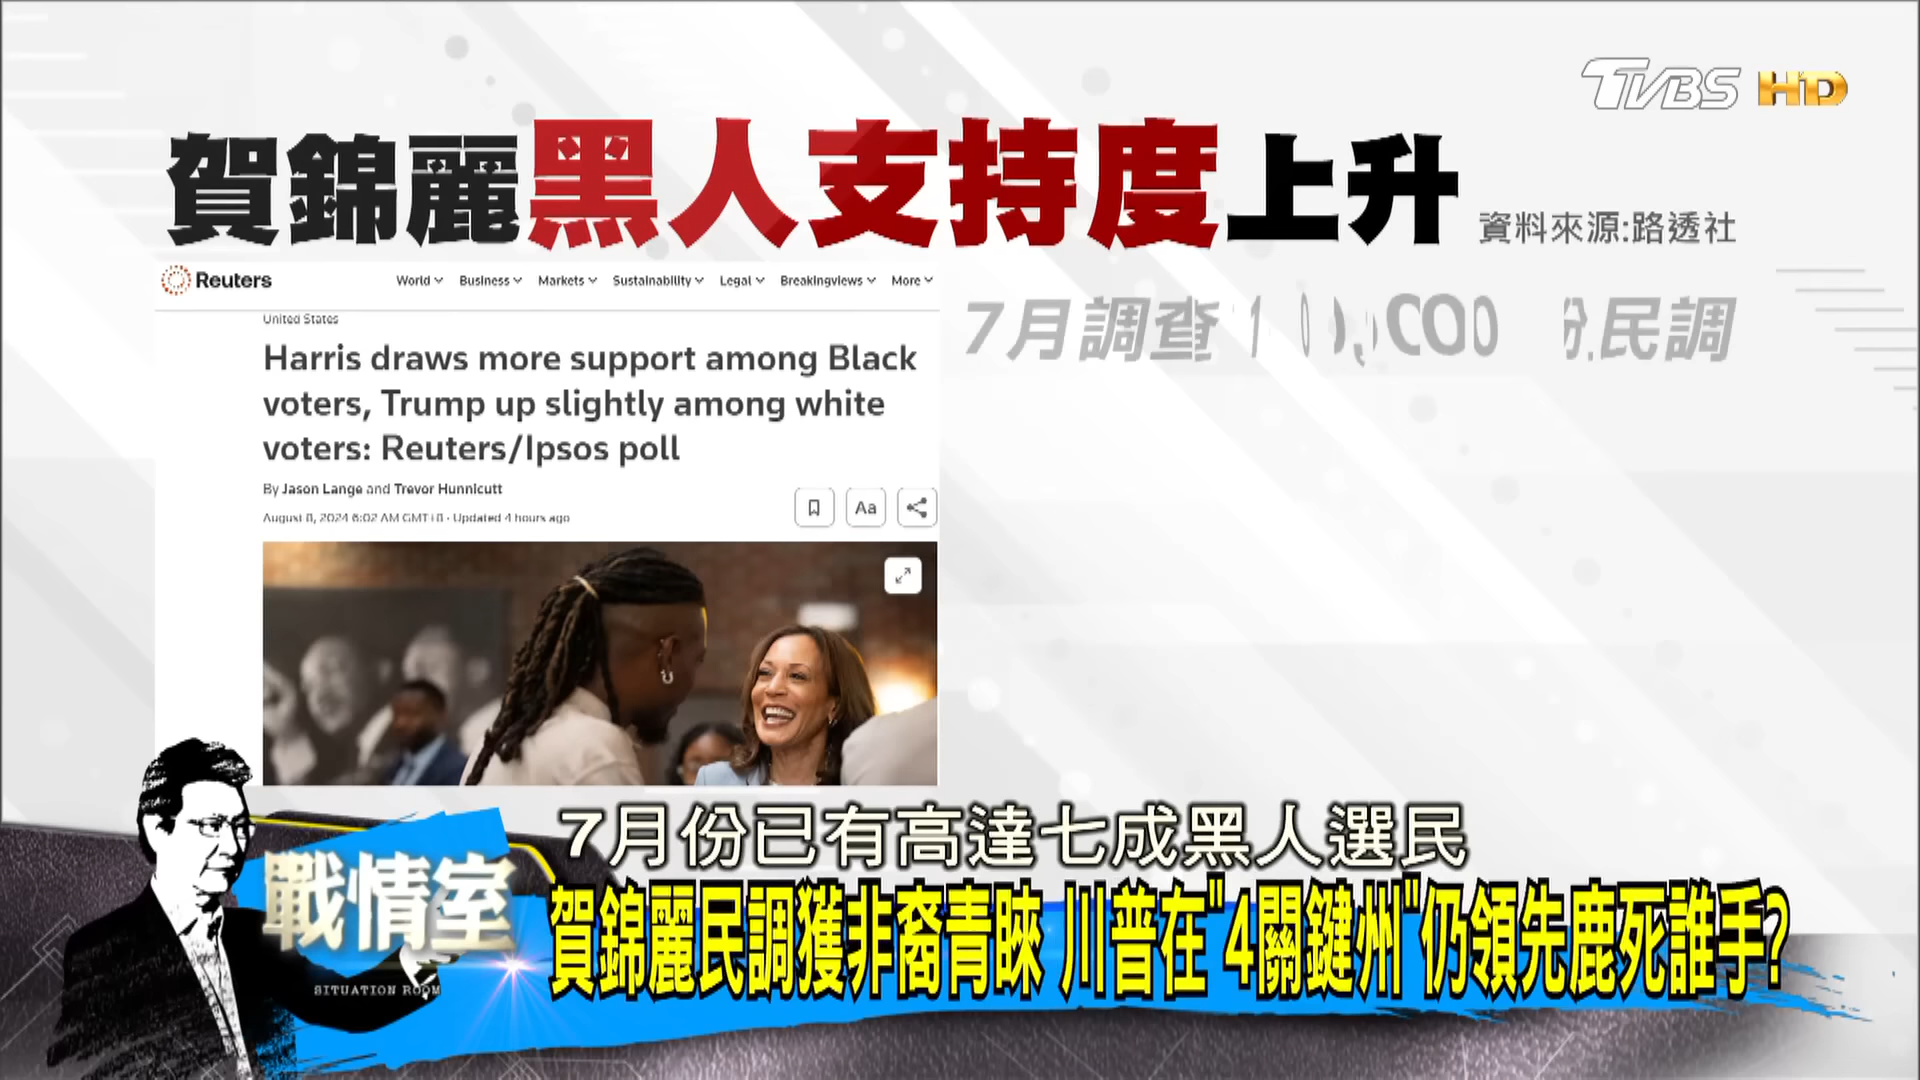 TVBS HD
賀錦麗黑人支持度上升
資料來源:路透社
Reuters World Business Markets Sustainability Legal Breakingviews More
7月調查
民調
United States
Harris draws more support among Black
voters, Trump up slightly among white
voters: Reuters/Ipsos poll
By Jason Lange and Trevor Hunnicutt
Aa
August 8, 2024 6:02 AM GMT+8 · Updated 4 hours ago
7月份已有高達七成黑人選民
戰情室
SITUATION ROOM
賀錦麗民調獲非裔青睞 川普在"4關鍵州"仍領先鹿死誰手?